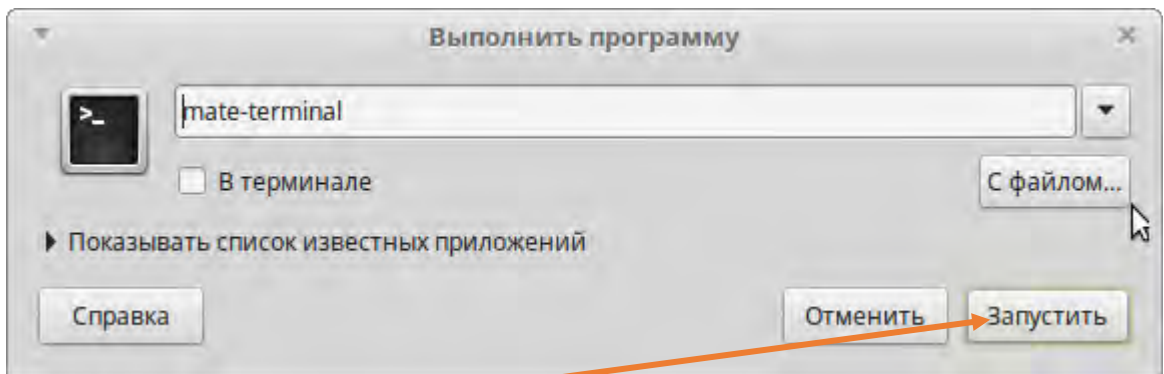 Выполнить программу
>_
mate-terminal
В терминале
С файлом...
Показывать список известных приложений
Справка
Отменить
Запустить